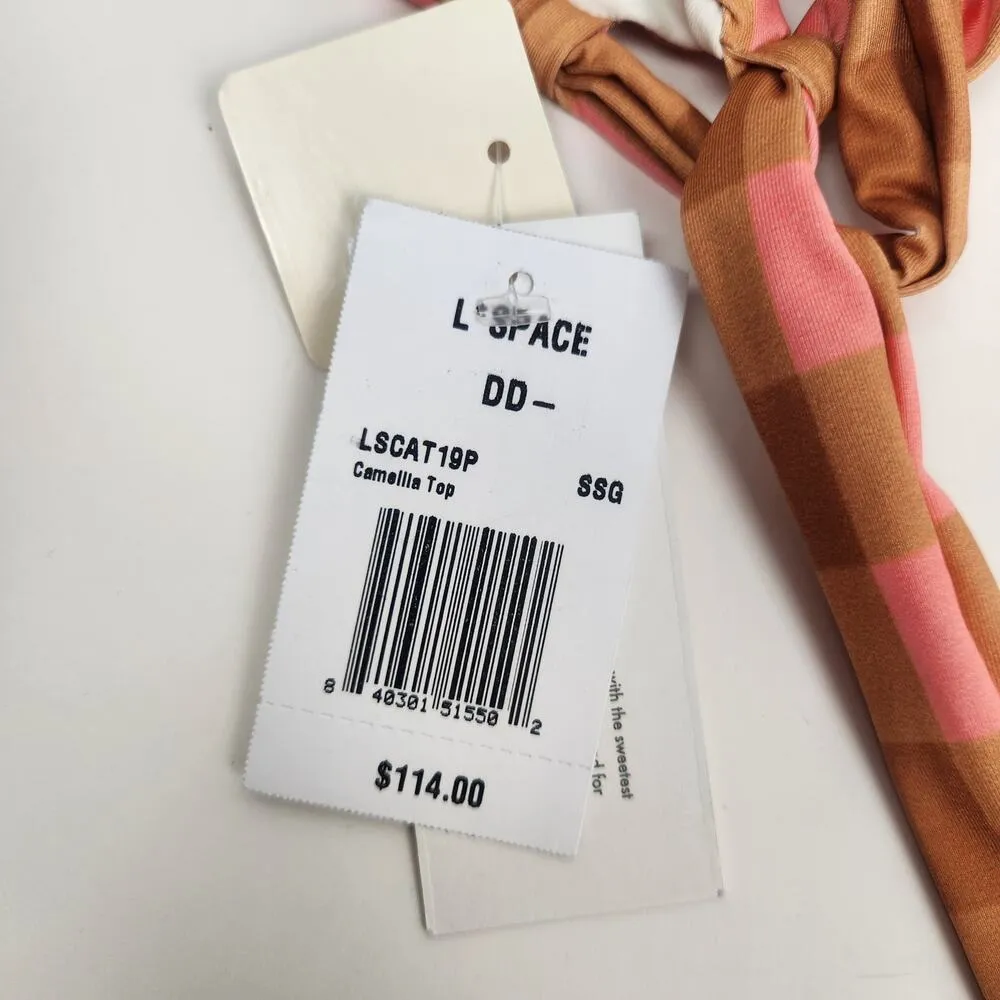 L*SPACE
DD-
LSCAT19P
Camellia Top
SSG
8 40301 51550 2
$114.00
with the sweetest
for